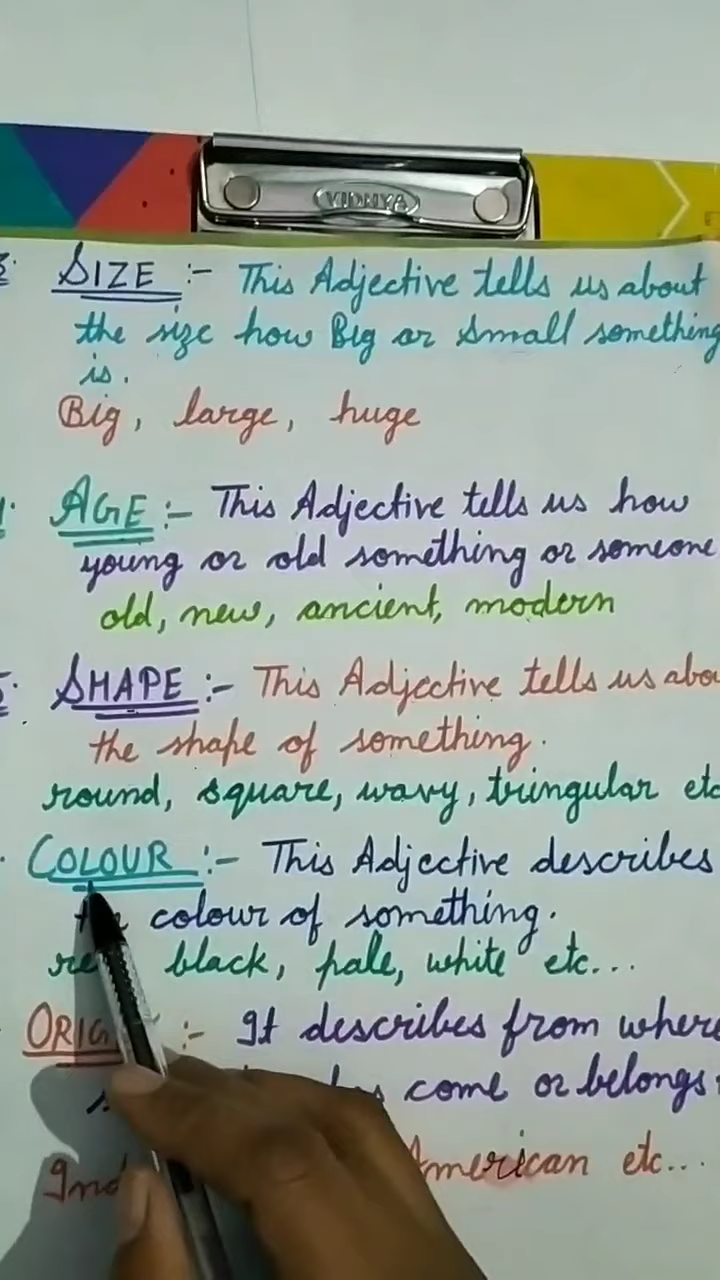 VIDHYA
3. SIZE :- This Adjective tells us about
the size how Big or Small something
is.
Big, large, huge
AGE :- This Adjective tells us how
young or old something or someone
old, new, ancient, modern
5. SHAPE :- This Adjective tells us abou
the shape of something.
round, square, wavy, tringular etc
COLOUR :- This Adjective describes
colour of something.
black, pale, white etc...
ORIG :- It describes from where
come or belongs
American etc...